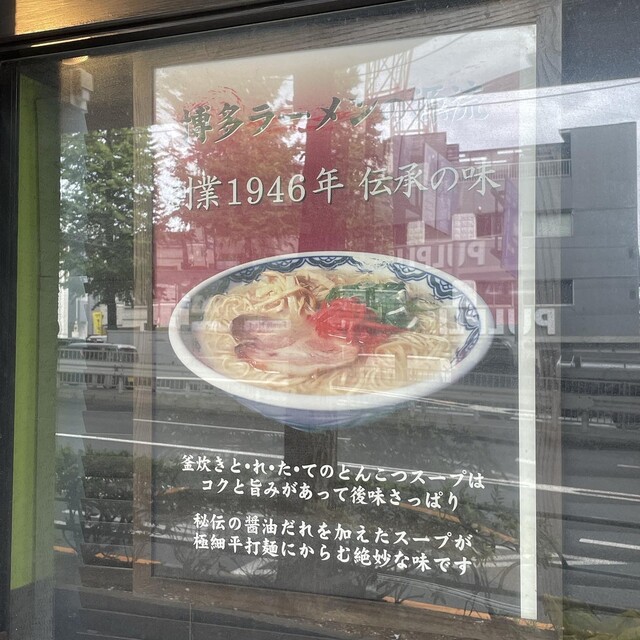 博多ラーメン 源流
創業1946年 伝承の味
釜炊きと・れ・た・てのとんこつスープは
コクと旨みがあって後味さっぱり
秘伝の醤油だれを加えたスープが
極細平打麺にからむ絶妙な味です